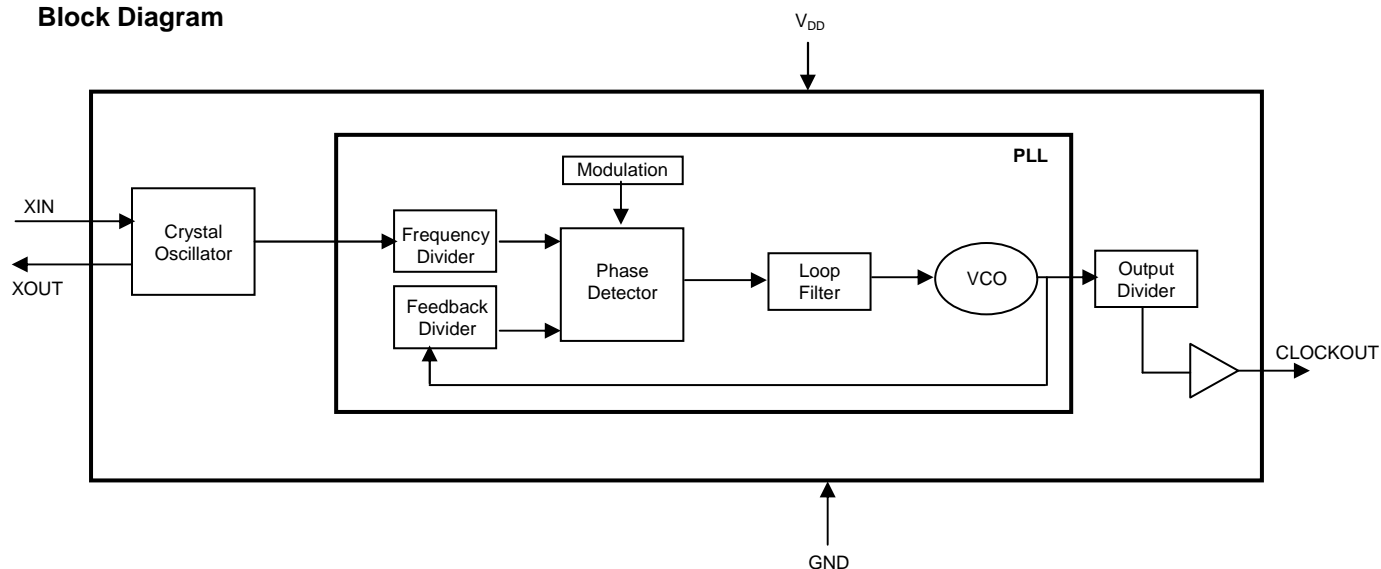 Block Diagram
VDD
PLL
Modulation
XIN
Crystal
Oscillator
XOUT
Frequency
Divider
Feedback
Divider
Phase
Detector
Loop
Filter
VCO
Output
Divider
CLOCKOUT
GND